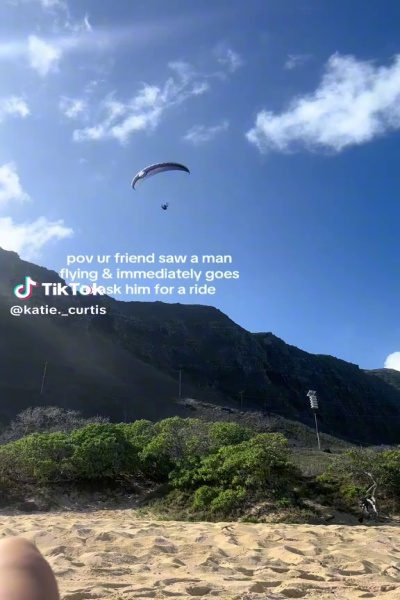 pov ur friend saw a man
flying & immediately goes
TikTok ask him for a ride
@katie._curtis